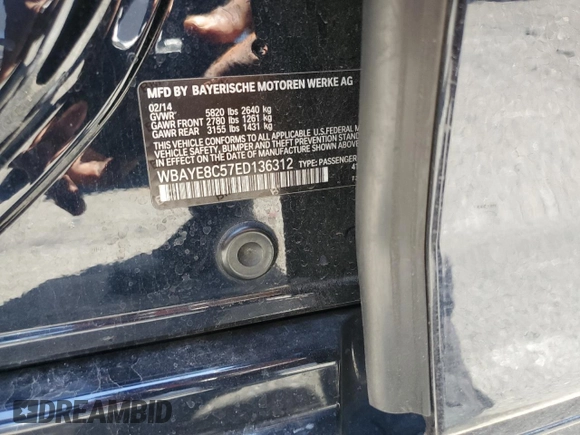 MFD BY BAYERISCHE MOTOREN WERKE AG
02/14
GVWR 5820 lbs 2640 kg
GAWR FRONT 2780 lbs 1261 kg
GAWR REAR 3155 lbs 1431 kg
THIS VEHICLE CONFORMS TO ALL APPLICABLE U.S. FEDERAL M
VEHICLE SAFETY, BUMPER AND THEFT PREVENTION STAND
IN EFFECT ON THE DATE OF MANUFACTURE SHOWN ABOVE
WBAYE8C57ED136312 TYPE: PASSENGER
DREAMBID